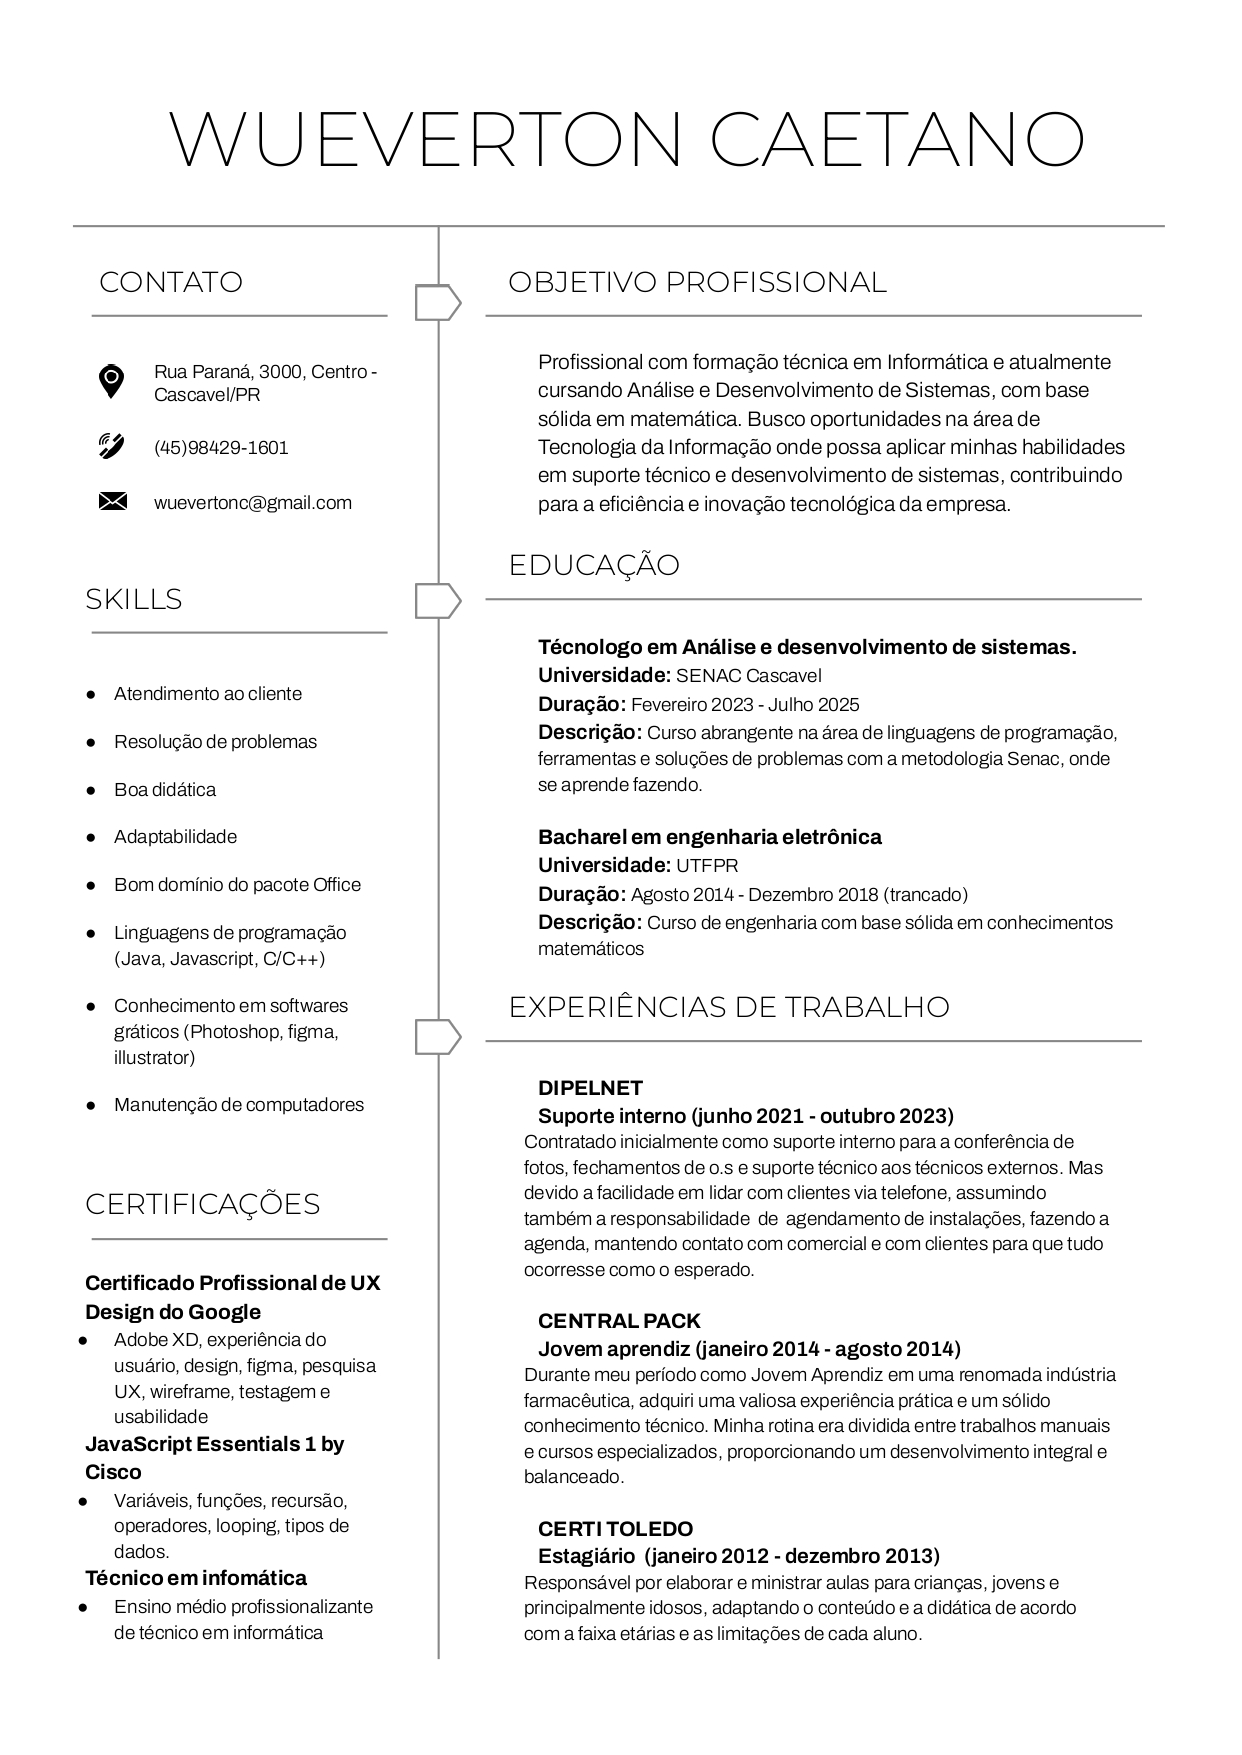 WUEVERTON CAETANO
CONTATO
Rua Paraná, 3000, Centro -
Cascavel/PR
(45)98429-1601
wuevertonc@gmail.com
SKILLS
● Atendimento ao cliente
● Resolução de problemas
● Boa didática
● Adaptabilidade
● Bom domínio do pacote Office
● Linguagens de programação
(Java, Javascript, C/C++)
● Conhecimento em softwares
gráticos (Photoshop, figma,
illustrator)
● Manutenção de computadores
CERTIFICAÇÕES
Certificado Profissional de UX
Design do Google
● Adobe XD, experiência do
usuário, design, figma, pesquisa
UX, wireframe, testagem e
usabilidade
JavaScript Essentials 1 by
Cisco
● Variáveis, funções, recursão,
operadores, looping, tipos de
dados.
Técnico em infomática
● Ensino médio profissionalizante
de técnico em informática
OBJETIVO PROFISSIONAL
Profissional com formação técnica em Informática e atualmente
cursando Análise e Desenvolvimento de Sistemas, com base
sólida em matemática. Busco oportunidades na área de
Tecnologia da Informação onde possa aplicar minhas habilidades
em suporte técnico e desenvolvimento de sistemas, contribuindo
para a eficiência e inovação tecnológica da empresa.
EDUCAÇÃO
Técnologo em Análise e desenvolvimento de sistemas.
Universidade: SENAC Cascavel
Duração: Fevereiro 2023 - Julho 2025
Descrição: Curso abrangente na área de linguagens de programação,
ferramentas e soluções de problemas com a metodologia Senac, onde
se aprende fazendo.
Bacharel em engenharia eletrônica
Universidade: UTFPR
Duração: Agosto 2014 - Dezembro 2018 (trancado)
Descrição: Curso de engenharia com base sólida em conhecimentos
matemáticos
EXPERIÊNCIAS DE TRABALHO
DIPELNET
Suporte interno (junho 2021 - outubro 2023)
Contratado inicialmente como suporte interno para a conferência de
fotos, fechamentos de o.s e suporte técnico aos técnicos externos. Mas
devido a facilidade em lidar com clientes via telefone, assumindo
também a responsabilidade de agendamento de instalações, fazendo a
agenda, mantendo contato com comercial e com clientes para que tudo
ocorresse como o esperado.
CENTRAL PACK
Jovem aprendiz (janeiro 2014 - agosto 2014)
Durante meu período como Jovem Aprendiz em uma renomada indústria
farmacêutica, adquiri uma valiosa experiência prática e um sólido
conhecimento técnico. Minha rotina era dividida entre trabalhos manuais
e cursos especializados, proporcionando um desenvolvimento integral e
balanceado.
CERTI TOLEDO
Estagiário (janeiro 2012 - dezembro 2013)
Responsável por elaborar e ministrar aulas para crianças, jovens e
principalmente idosos, adaptando o conteúdo e a didática de acordo
com a faixa etárias e as limitações de cada aluno.